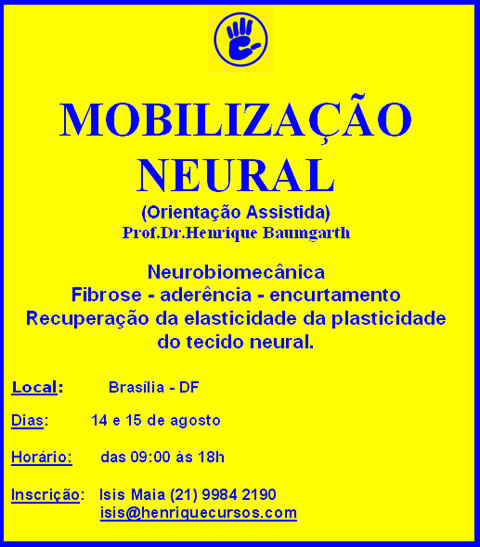 MOBILIZAÇÃO
NEURAL
(Orientação Assistida)
Prof.Dr.Henrique Baumgarth
Neurobiomecânica
Fibrose - aderência - encurtamento
Recuperação da elasticidade da plasticidade
do tecido neural.
Local: Brasília - DF
Dias: 14 e 15 de agosto
Horário: das 09:00 às 18h
Inscrição: Isis Maia (21) 9984 2190
isis@henriquecursos.com